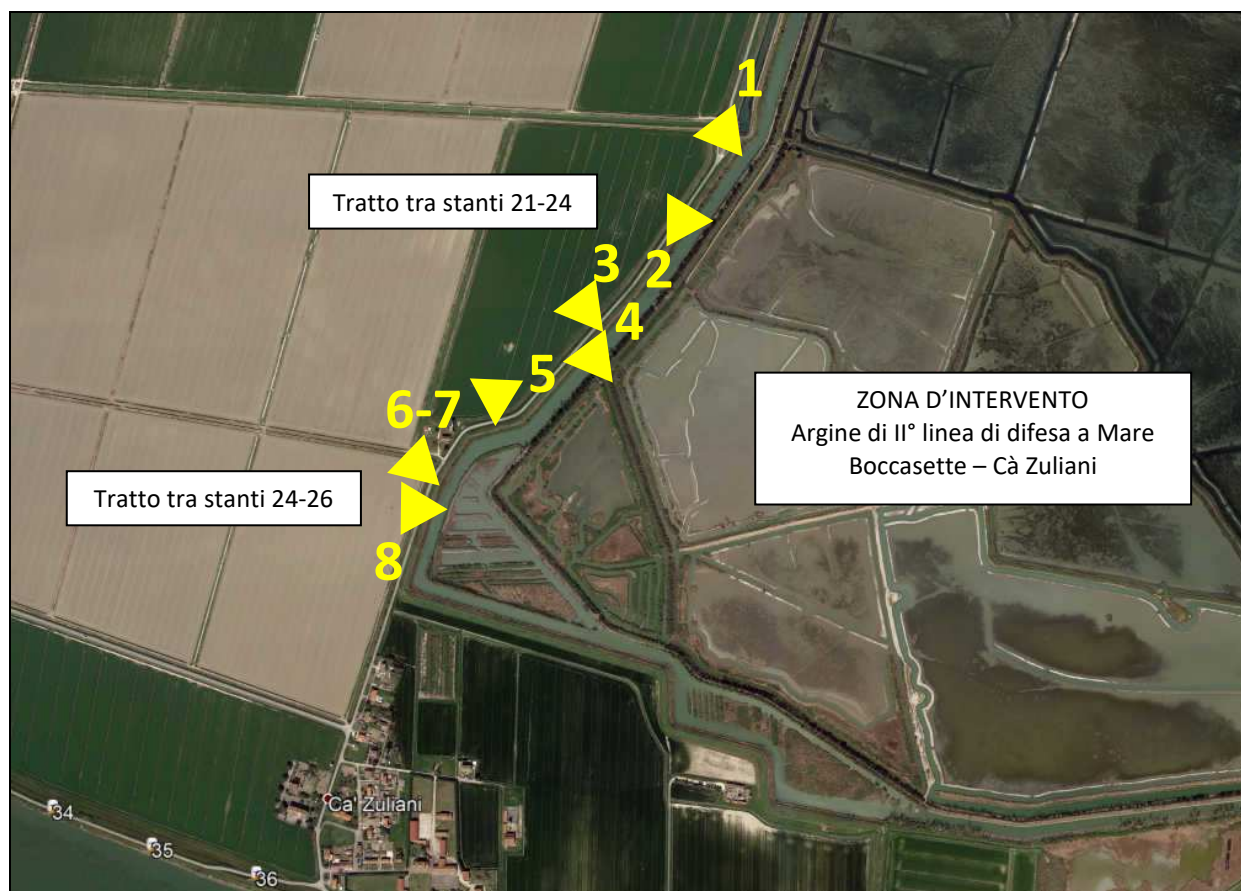 1
Tratto tra stanti 21-24
2
3
4
5
6-7
ZONA D’INTERVENTO
Argine di II° linea di difesa a Mare
Boccasette – Cà Zuliani
Tratto tra stanti 24-26
8
Ca' Zuliani
34
35
36